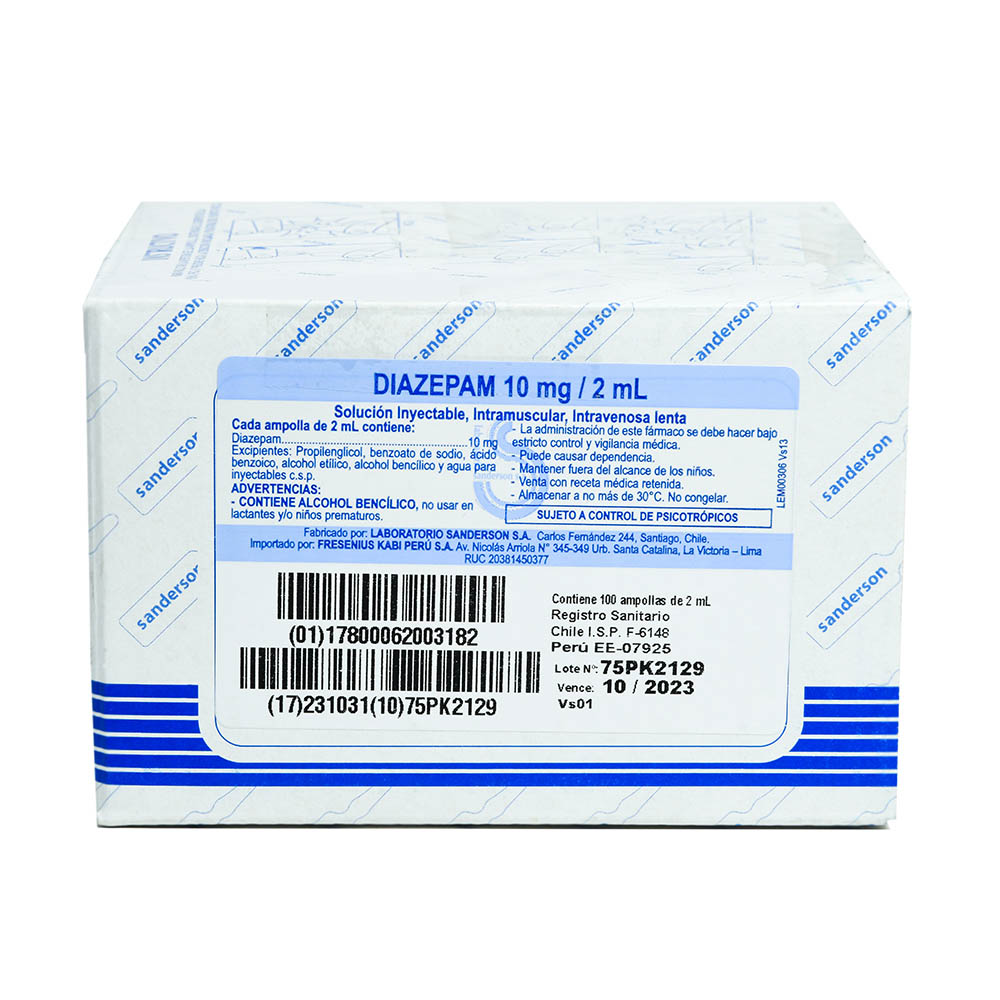 DIAZEPAM
sanderson
sanderson
sanderson
sanderson
sanderson
DIAZEPAM 10 mg / 2 mL
Solución Inyectable, Intramuscular, Intravenosa lenta
Cada ampolla de 2 mL contiene:
Diazepam..................................................10 mg
Excipientes: Propilenglicol, benzoato de sodio, ácido
benzoico, alcohol etílico, alcohol bencílico y agua para
inyectables c.s.p.
ADVERTENCIAS:
- CONTIENE ALCOHOL BENCÍLICO, no usar en
lactantes y/o niños prematuros.
- La administración de este fármaco se debe hacer bajo
estricto control y vigilancia médica.
- Puede causar dependencia.
- Mantener fuera del alcance de los niños.
- Venta con receta médica retenida.
- Almacenar a no más de 30°C. No congelar.
SUJETO A CONTROL DE PSICOTRÓPICOS
LEM00306 Vs13
Fabricado por: LABORATORIO SANDERSON S.A. Carlos Fernández 244, Santiago, Chile.
Importado por: FRESENIUS KABI PERÚ S.A. Av. Nicolás Arriola N° 345-349 Urb. Santa Catalina, La Victoria – Lima
RUC 20381450377
(01)17800062003182
(17)231031(10)75PK2129
Contiene 100 ampollas de 2 mL
Registro Sanitario
Chile I.S.P. F-6148
Perú EE-07925
Lote N°: 75PK2129
Vence: 10 / 2023
Vs01
sanderson
sanderson
sanderson
sanderson